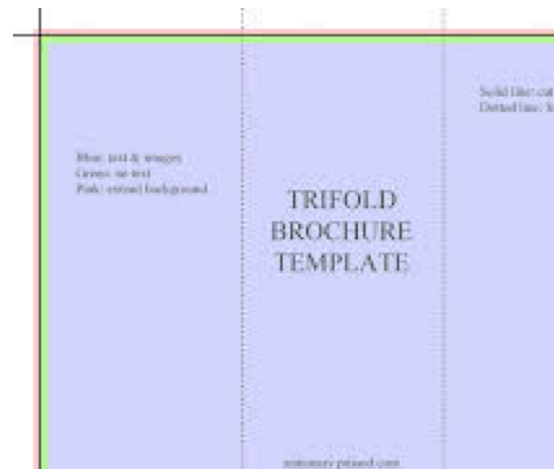 Blue: text & images
Green: no text
Pink: extend background
TRIFOLD
BROCHURE
TEMPLATE
Solid line: cut
Dotted line: